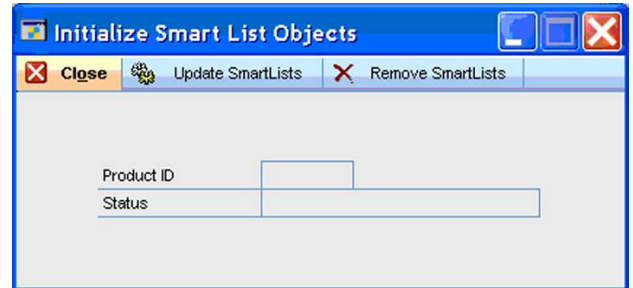 Initialize Smart List Objects
Close Update SmartLists Remove SmartLists
Product ID
Status